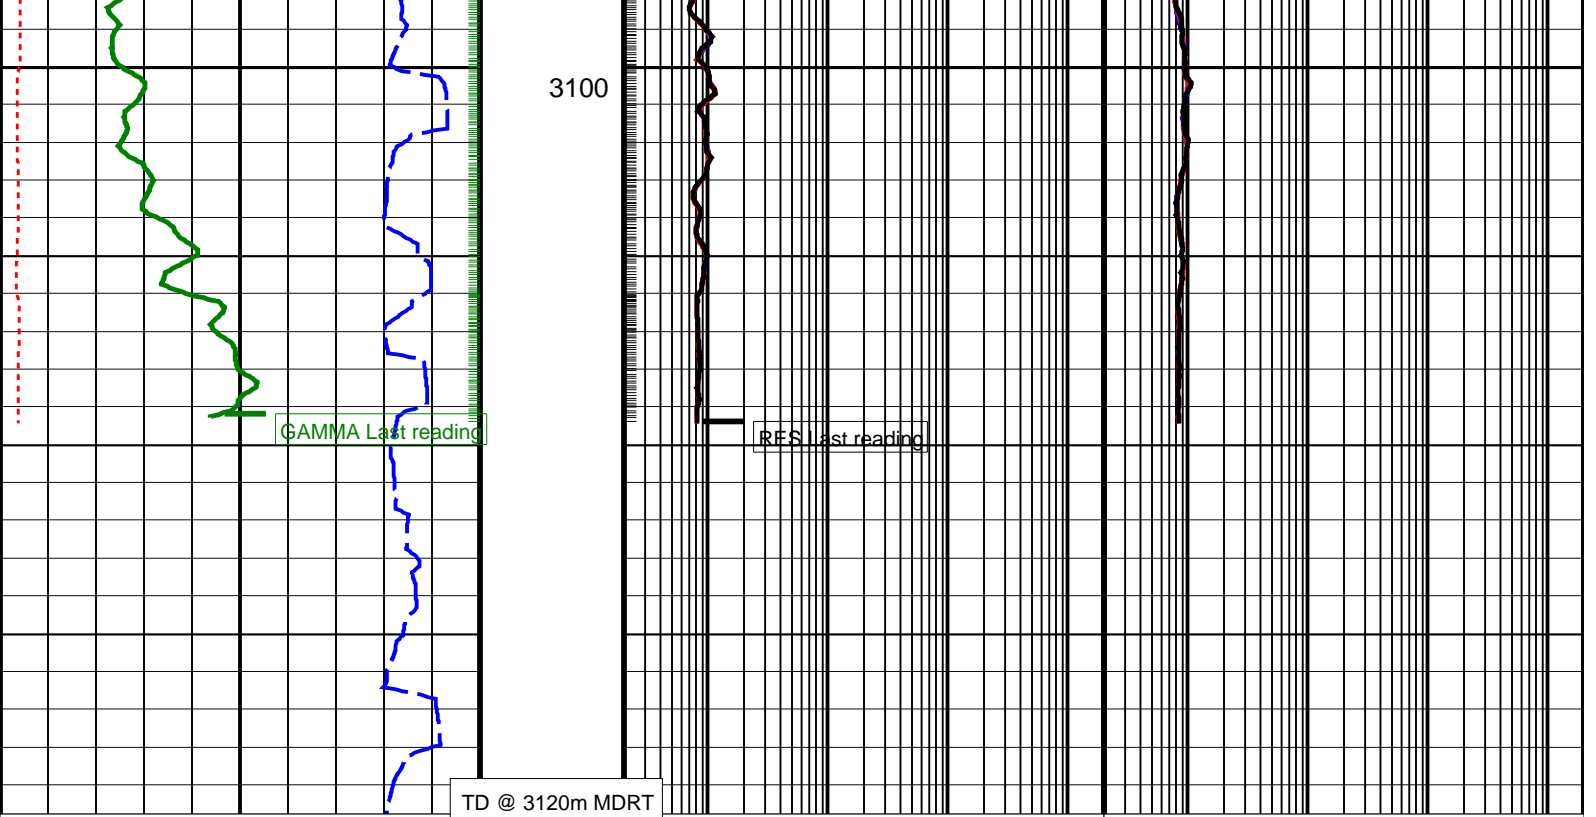 3100
GAMMA Last reading
RES Last reading
TD @ 3120m MDRT